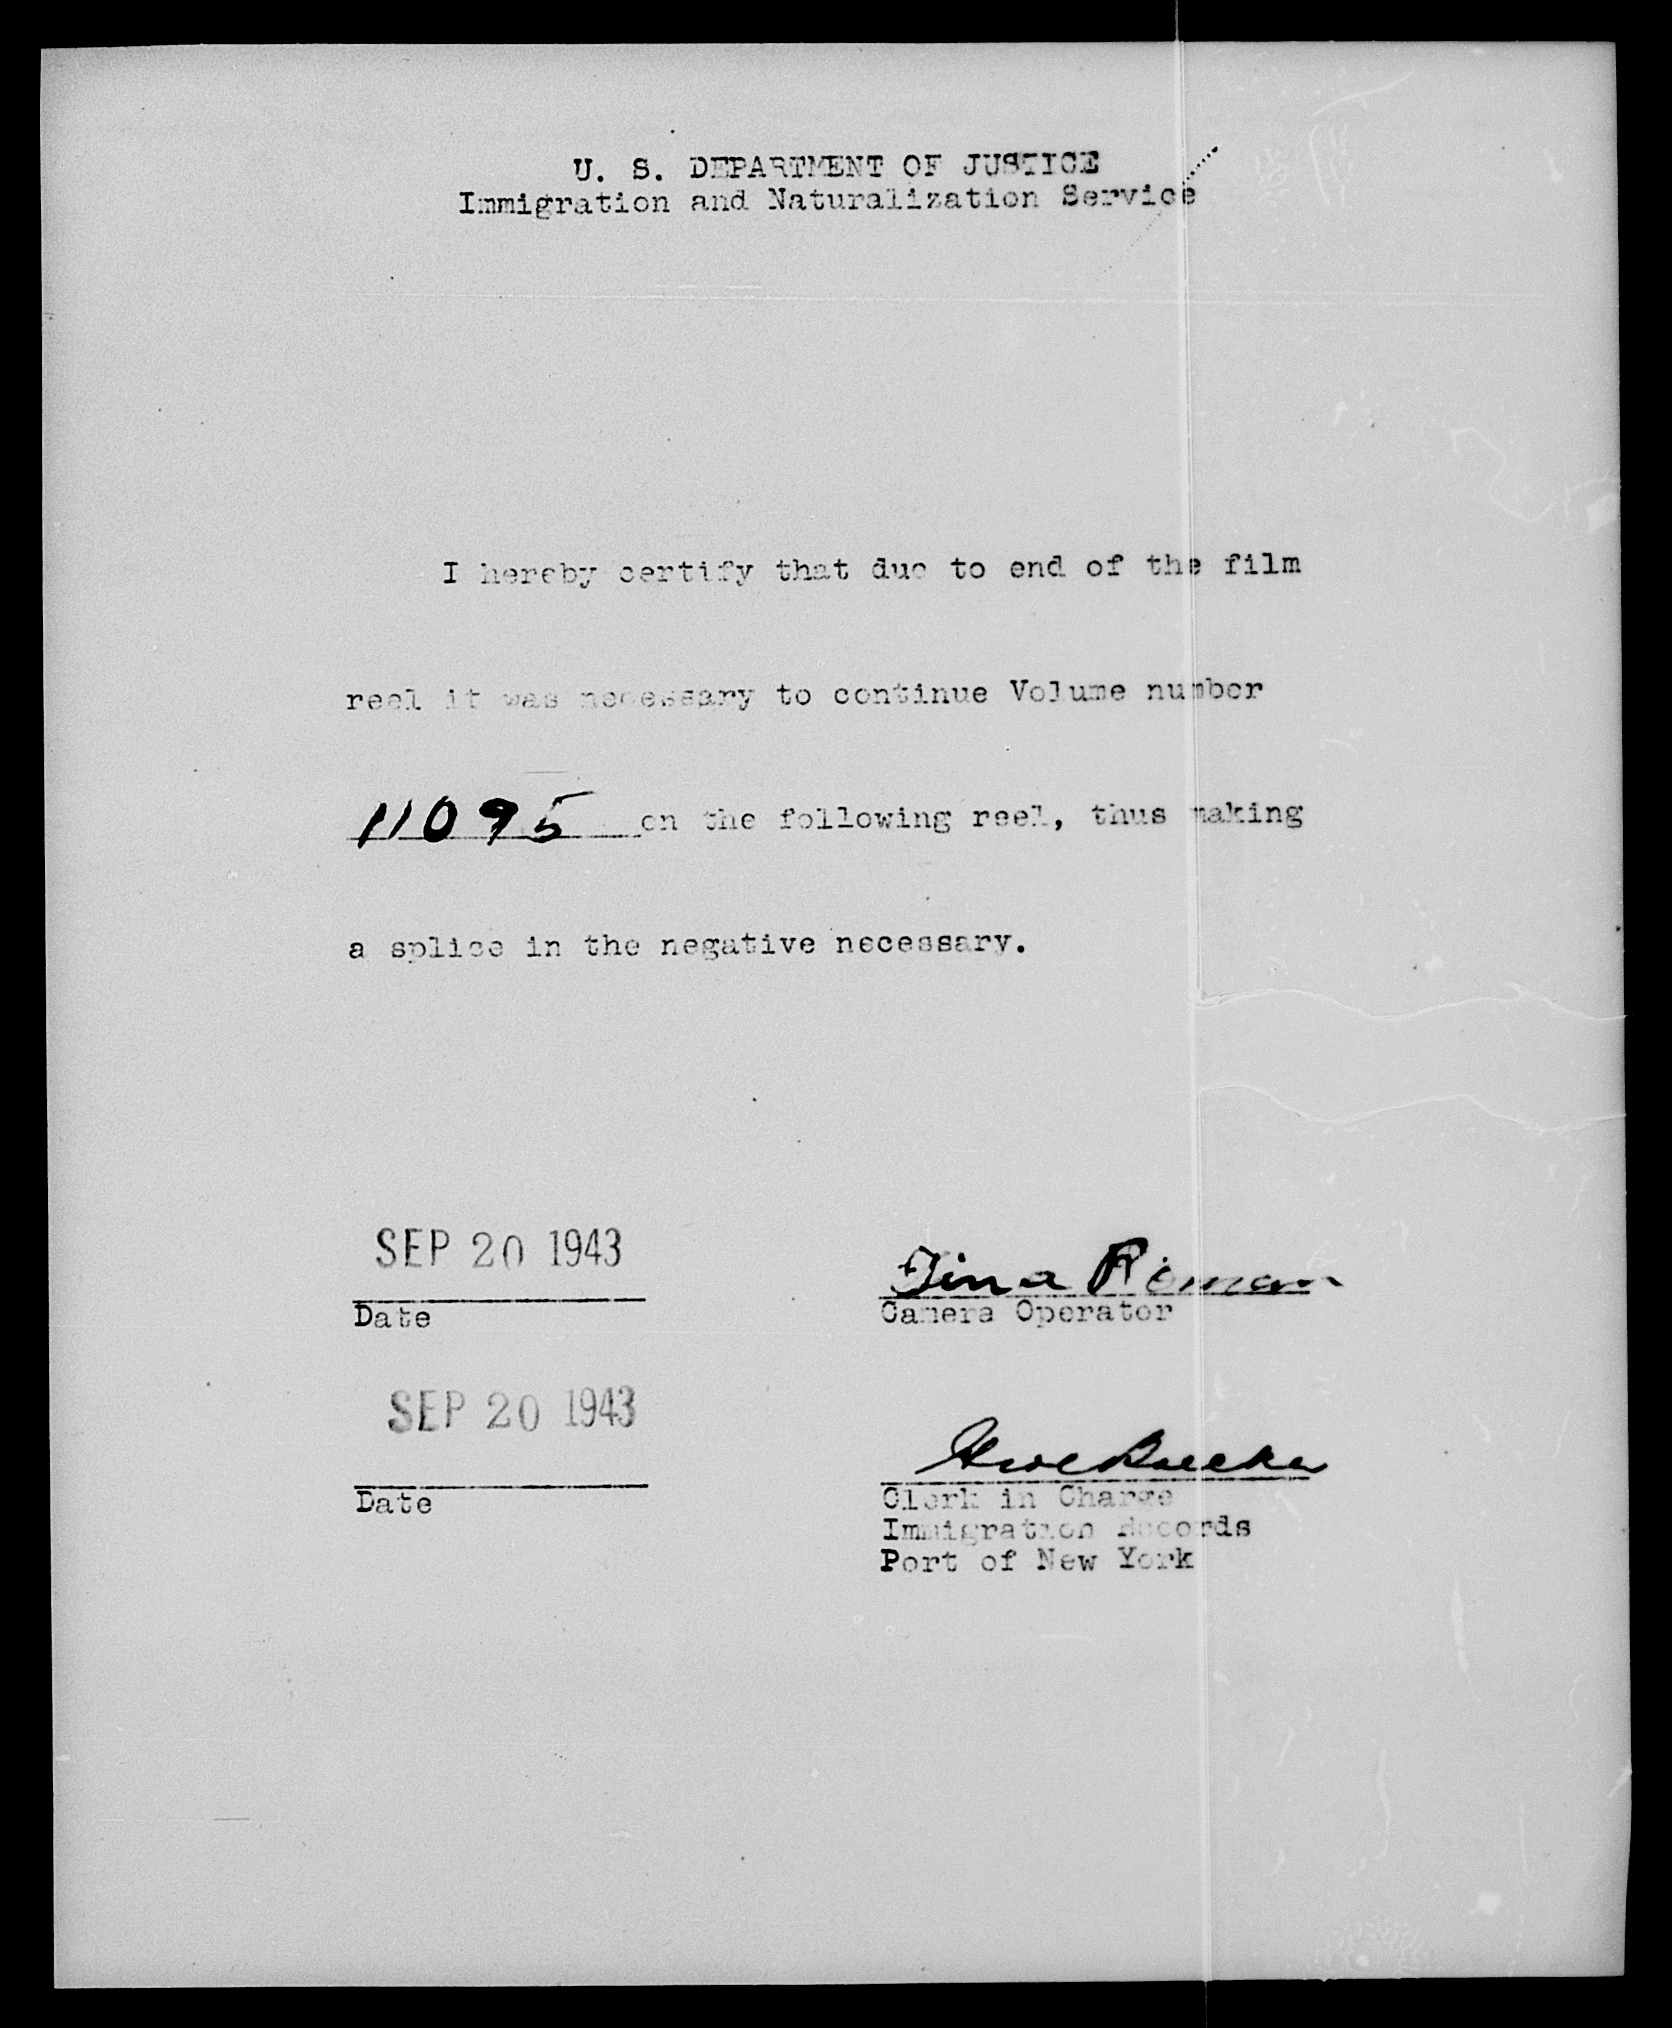 U. S. DEPARTMENT OF JUSTICE
Immigration and Naturalization Service
I hereby certify that due to end of the film
reel it was necessary to continue Volume number
11095 on the following reel, thus making
a splice in the negative necessary.
SEP 20 1943
Tina Roman
Date
Camera Operator
SEP 20 1943
Date
Clerk in Charge
Immigration Records
Port of New York